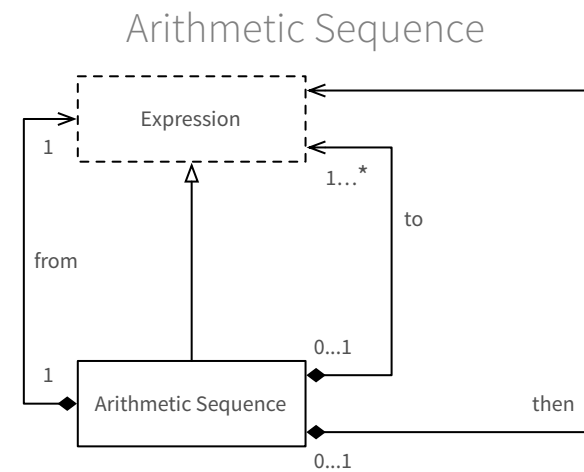 Arithmetic Sequence
Expression
1
1...*
to
from
0...1
1
Arithmetic Sequence
then
0...1